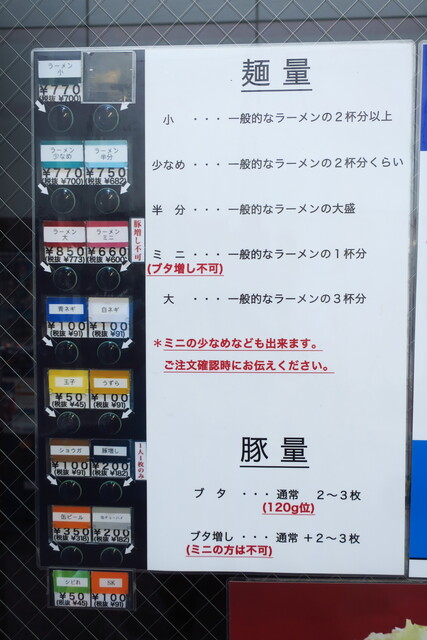 ラーメン
小
¥770
(税抜 ¥700)
ラーメン
少なめ
¥770
(税抜 ¥700)
ラーメン
半分
¥750
(税抜 ¥682)
ラーメン
大
¥850
(税抜 ¥773)
ラーメン
ミニ
¥660
(税抜 ¥600)
豚増し不可
青ネギ
¥100
(税抜 ¥91)
白ネギ
¥100
(税抜 ¥91)
玉子
¥50
(税抜 ¥45)
うずら
¥100
(税抜 ¥91)
ショウガ
¥100
(税抜 ¥91)
豚増し
¥200
(税抜 ¥182)
1人1枚のみ
缶ビール
¥350
(税抜 ¥318)
¥200
(税抜 ¥182)
シビれ
¥50
(税抜 ¥45)
¥100
(税抜 ¥91)
麺量
小 ・・・ 一般的なラーメンの2杯分以上
少なめ ・・・ 一般的なラーメンの2杯分くらい
半分 ・・・ 一般的なラーメンの大盛
ミニ ・・・ 一般的なラーメンの1杯分
(ブタ増し不可)
大 ・・・ 一般的なラーメンの3杯分
＊ミニの少なめなども出来ます。
ご注文確認時にお伝えください。
豚量
ブタ ・・・ 通常 2〜3枚
(120g位)
ブタ増し ・・・ 通常 +2〜3枚
(ミニの方は不可)